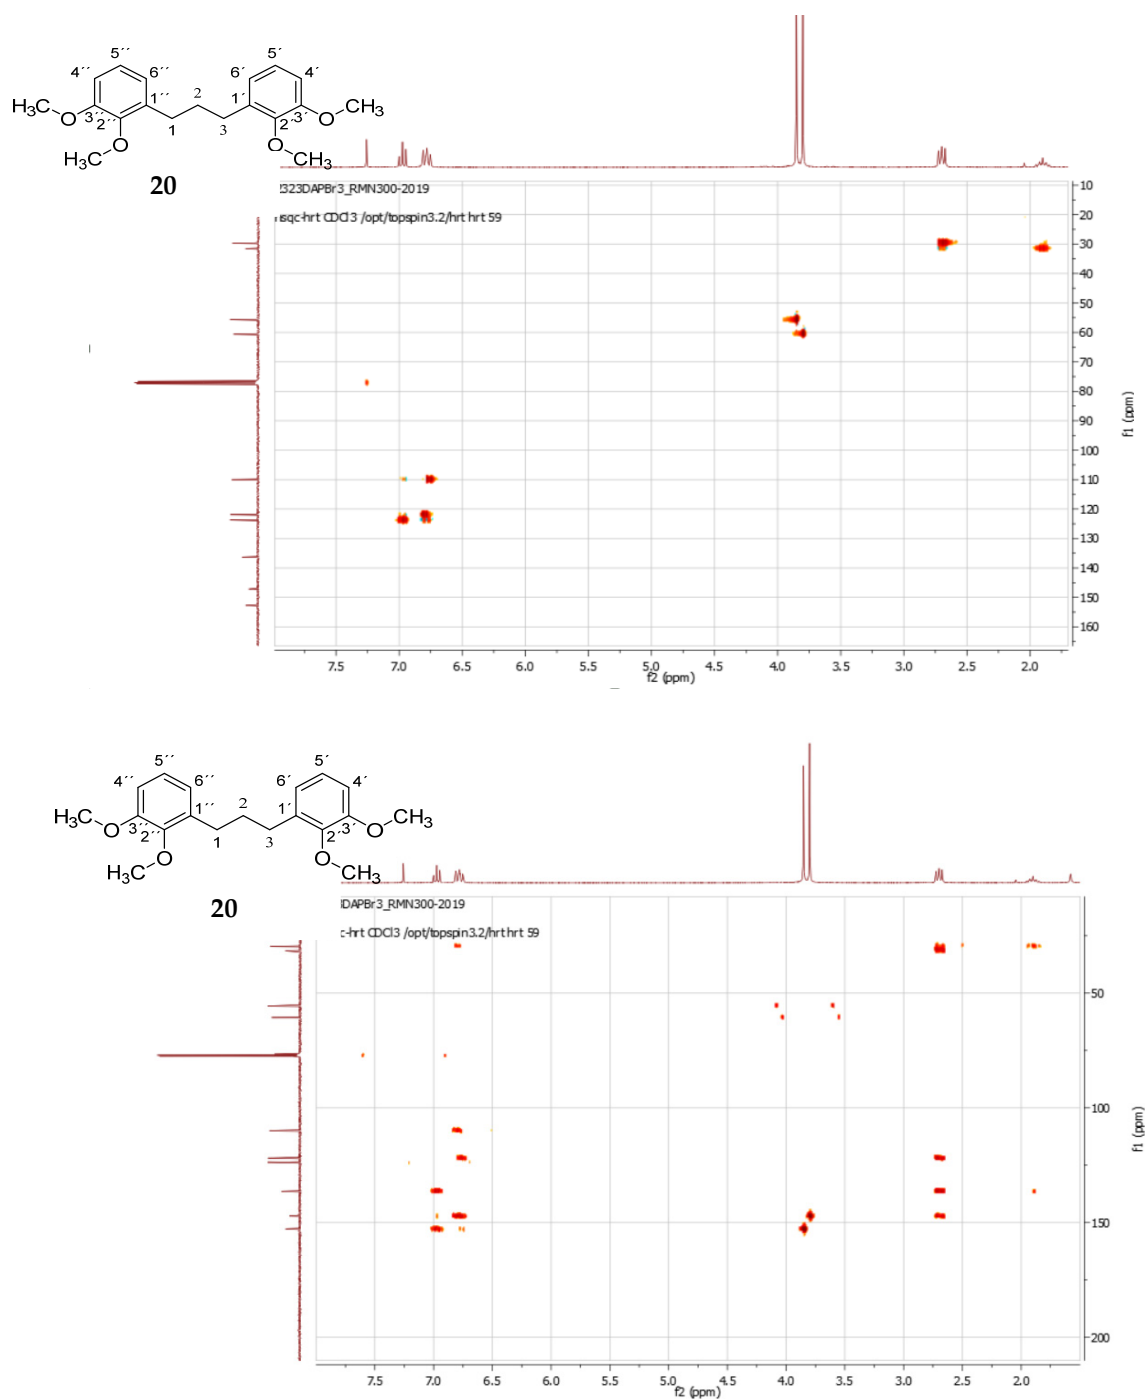 5´´
5´
4´´
6´´
6´
4´
1´´
2
1´
H₃C
O
3´´
2´´
1
3
2´
3´
O
CH₃
H₃C
O
O
CH₃
20
2323DAPBr3_RMN300-2019
nsqc-hrt CDCl3 /opt/topspin3.2/hrt hrt 59
10
20
30
40
50
60
70
80
90
100
110
120
130
140
150
160
f1 (ppm)
7.5 7.0 6.5 6.0 5.5 5.0 4.5 4.0 3.5 3.0 2.5 2.0
f2 (ppm)
5´´
5´
4´´
6´´
6´
4´
1´´
2
1´
H₃C
O
3´´
2´´
1
3
2´
3´
O
CH₃
H₃C
O
O
CH₃
20
DAPBr3_RMN300-2019
c-hrt CDCl3 /opt/topspin3.2/hrt hrt 59
50
100
150
200
f1 (ppm)
7.5 7.0 6.5 6.0 5.5 5.0 4.5 4.0 3.5 3.0 2.5 2.0
f2 (ppm)